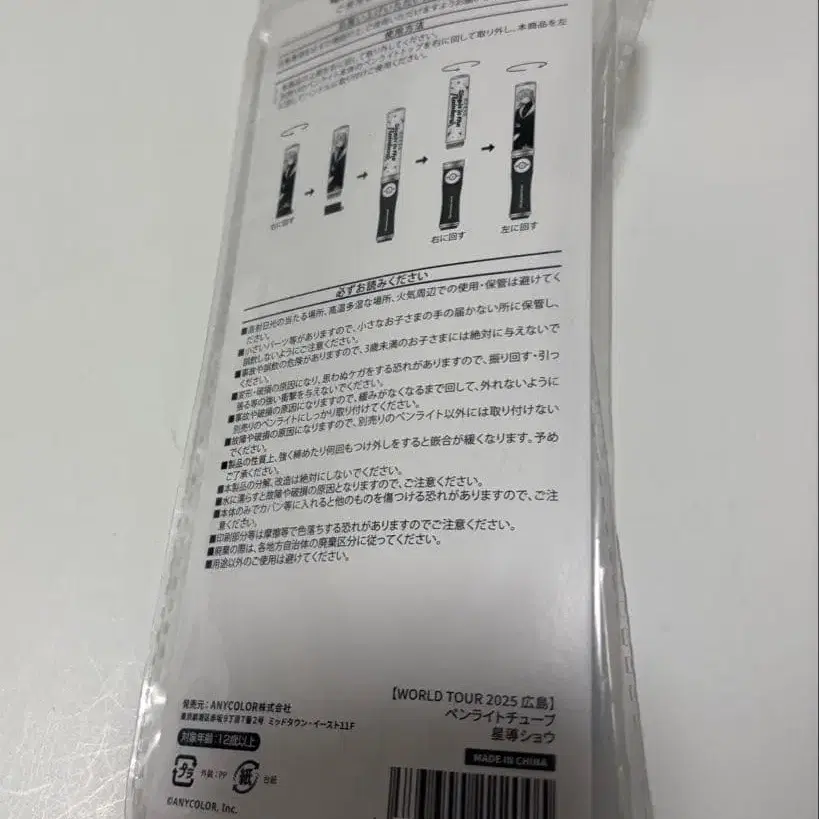 使用方法
右に回す
右に回す
左に回す
必ずお読みください
■直射日光の当たる場所、高温多湿な場所、火気周辺での使用・保管は避けてく
ださい。
■小さいパーツ等がありますので、小さなお子さまの手の届かない所に保管し、
誤飲しないようにご注意ください。
■事故や誤飲の危険がありますので、3歳未満のお子さまには絶対に与えないで
ください。
■変形・破損の原因になり、思わぬケガをする恐れがありますので、振り回す・引っ
張る等の強い衝撃を与えないでください。
■事故や破損の原因になりますので、緩みがなくなるまで回して、外れないように
別売りのペンライトにしっかり取り付けてください。
■故障や破損の原因になりますので、別売りのペンライト以外には取り付けない
でください。
■製品の性質上、強く締めたり何回もつけ外しをすると嵌合が緩くなります。予め
ご了承ください。
■本製品の分解、改造は絶対にしないでください。
■水に濡らすと故障や破損の原因となりますので、ご注意ください。
■本体のみでカバン等に入れると他のものを傷つける恐れがありますので、ご注
意ください。
■印刷部分等は摩擦等で色落ちする恐れがありますのでご注意ください。
■廃棄の際は、各地方自治体の廃棄区分に従ってください。
■用途以外のご使用は避けてください。
発売元：ANYCOLOR株式会社
東京都港区赤坂9丁目7番2号 ミッドタウン・イースト11F
対象年齢：12歳以上
プラ 外装：PP 紙 台紙
©ANYCOLOR, Inc.
【WORLD TOUR 2025 広島】
ペンライトチューブ
星導ショウ
MADE IN CHINA